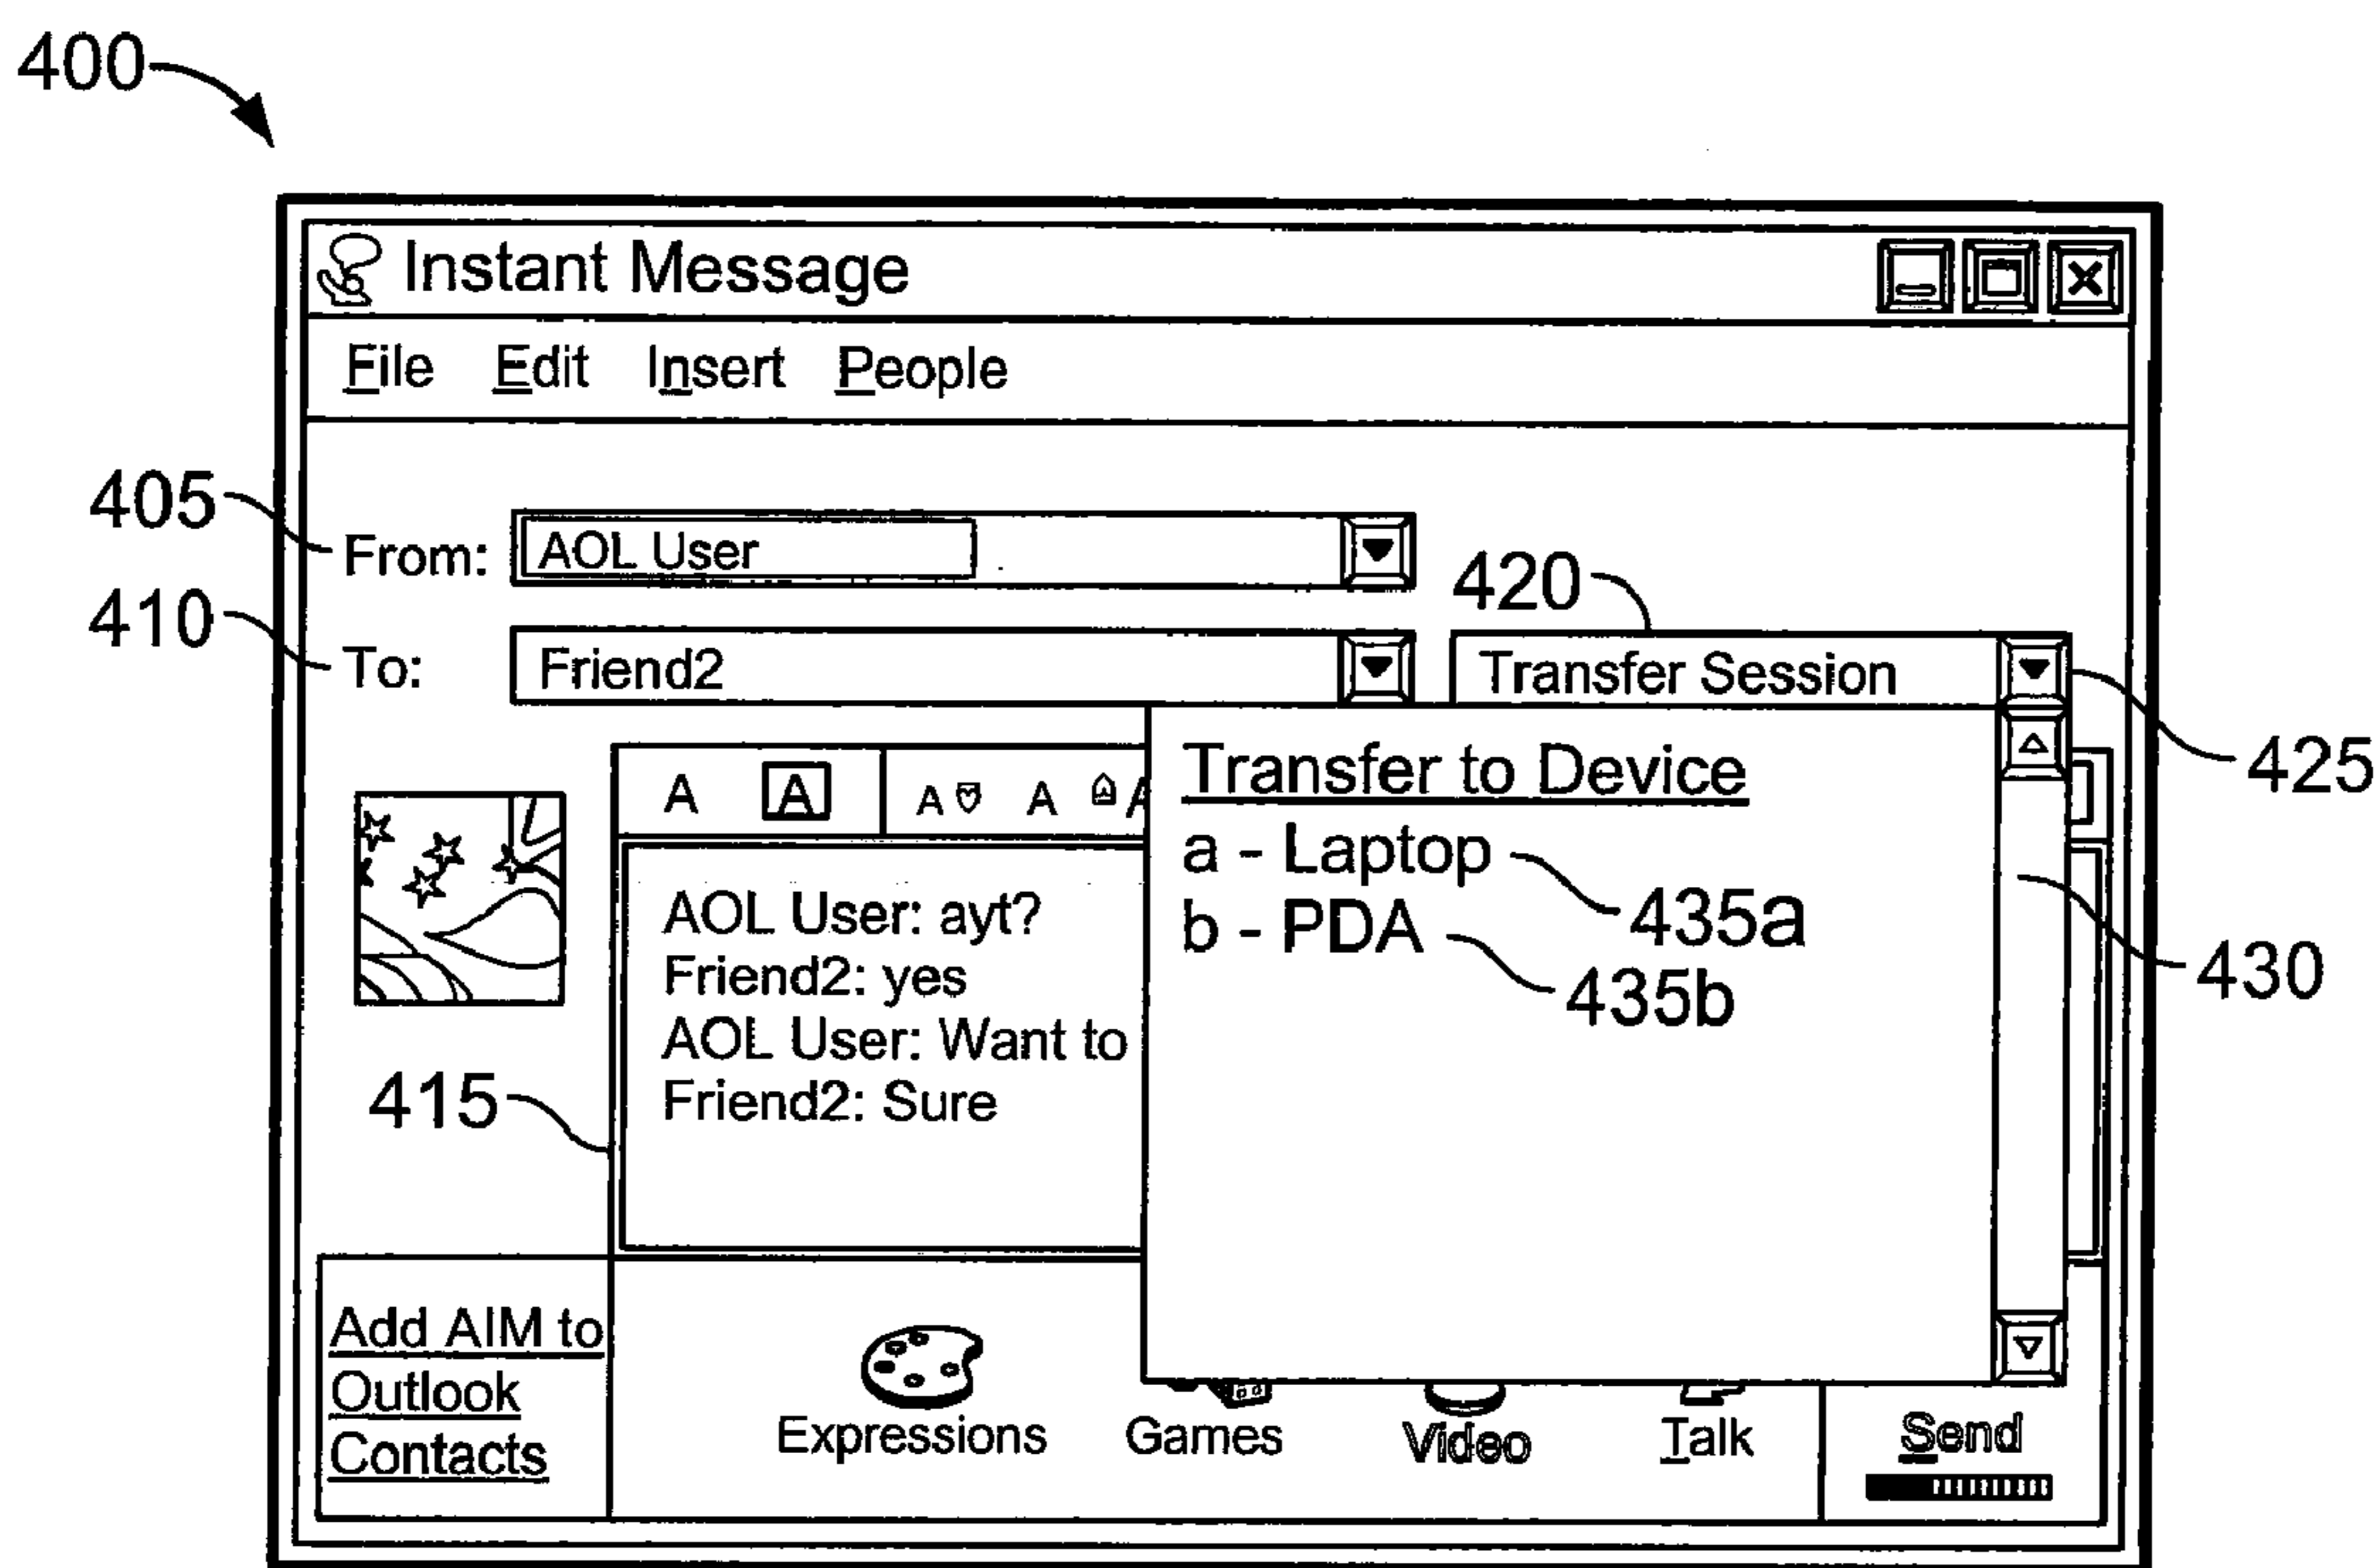 400
Instant Message
File Edit Insert People
405
From: AOL User
420
410
To: Friend2
Transfer Session
425
A A A A A
Transfer to Device
a - Laptop
435a
b - PDA
435b
430
AOL User: ayt?
Friend2: yes
AOL User: Want to
Friend2: Sure
415
Add AIM to
Outlook
Contacts
Expressions
Games
Video
Talk
Send